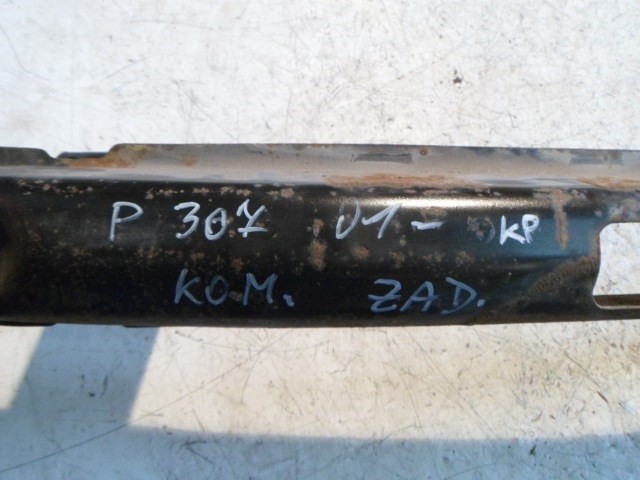 P 307 01- KP
KOM. ZAD.